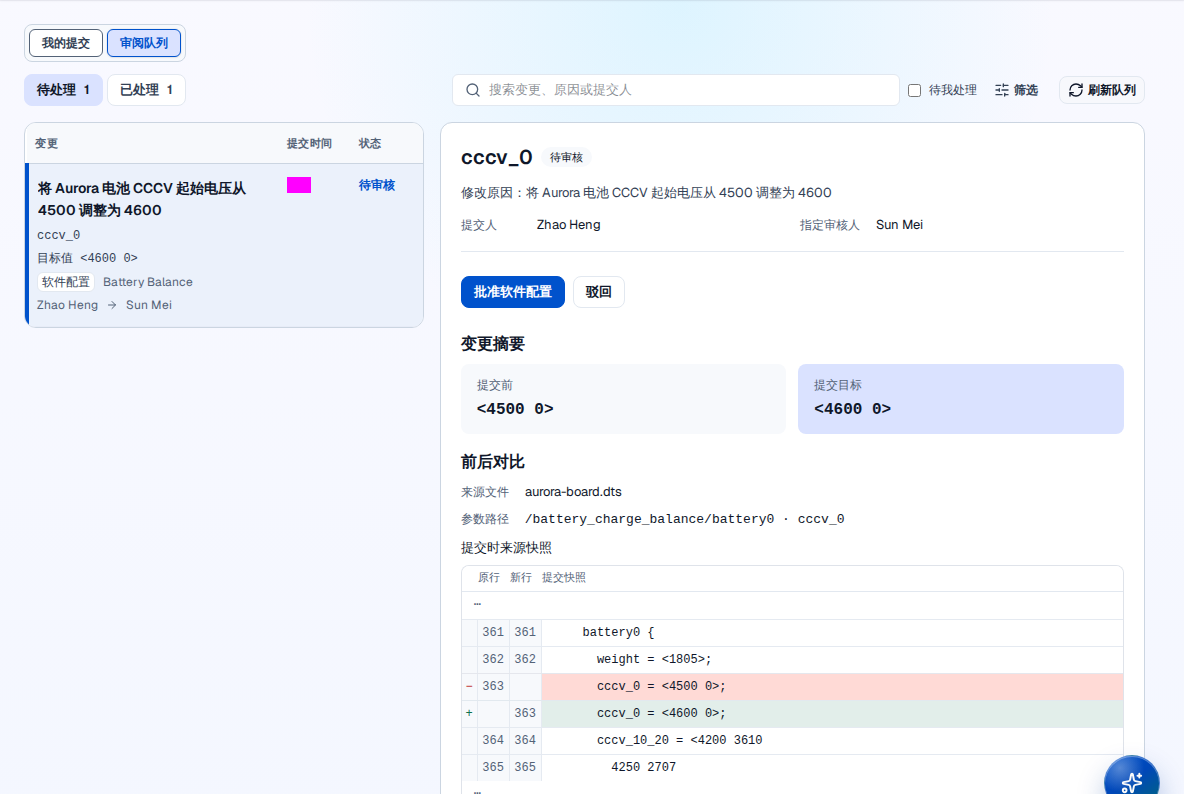 我的提交 审阅队列
待处理 1 已处理 1
搜索变更、原因或提交人 待我处理 筛选 刷新队列
变更 提交时间 状态
将 Aurora 电池 CCCV 起始电压从
4500 调整为 4600
待审核
cccv_0
目标值 <4600 0>
软件配置 Battery Balance
Zhao Heng → Sun Mei
cccv_0 待审核
修改原因：将 Aurora 电池 CCCV 起始电压从 4500 调整为 4600
提交人 Zhao Heng 指定审核人 Sun Mei
批准软件配置 驳回
变更摘要
提交前 提交目标
<4500 0> <4600 0>
前后对比
来源文件 aurora-board.dts
参数路径 /battery_charge_balance/battery0 · cccv_0
提交时来源快照
原行 新行 提交快照
…
361 361 battery0 {
362 362 weight = <1805>;
− 363 cccv_0 = <4500 0>;
+ 363 cccv_0 = <4600 0>;
364 364 cccv_10_20 = <4200 3610
365 365 4250 2707
…